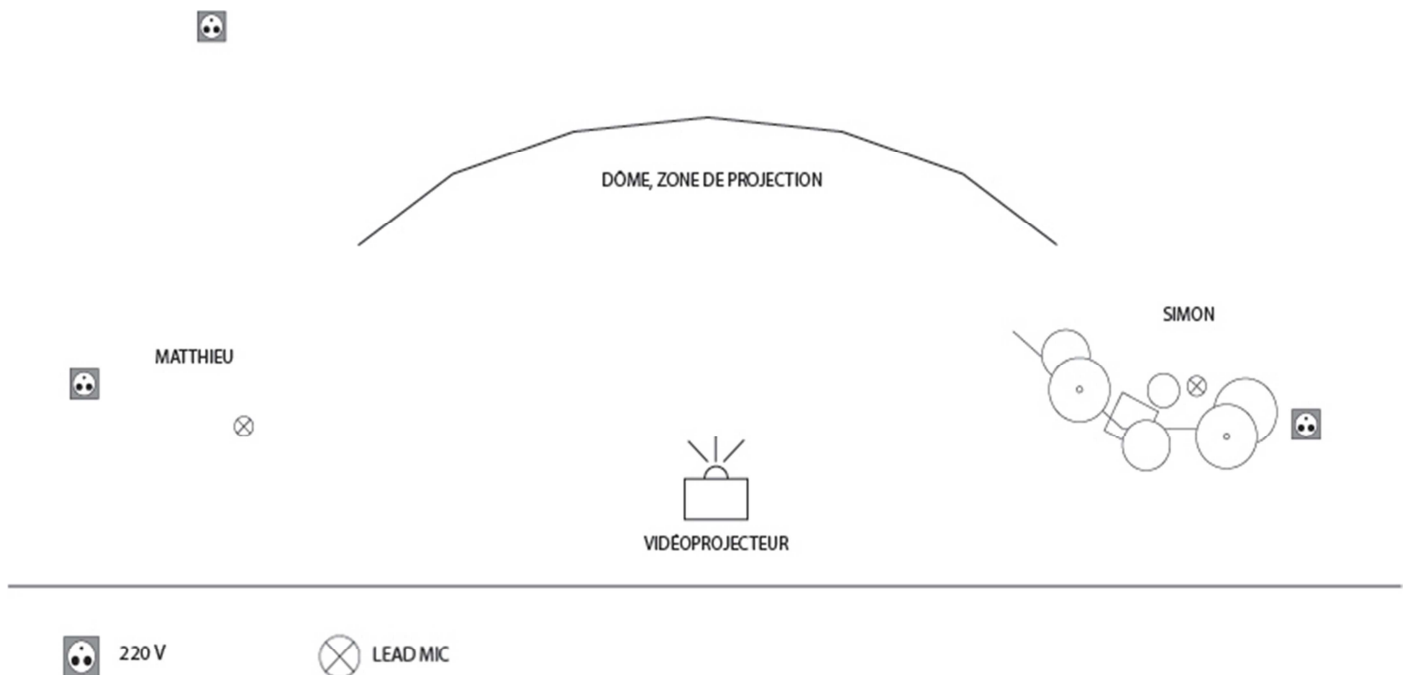 DÔME, ZONE DE PROJECTION
SIMON
MATTHIEU
VIDÉOPROJECTEUR
220 V
LEAD MIC